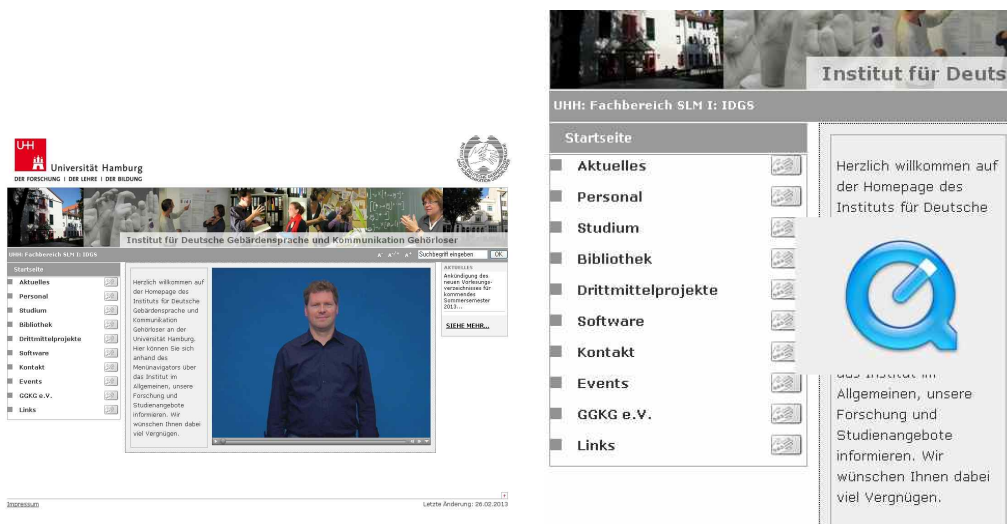 UHH
Universität Hamburg
DER FORSCHUNG | DER LEHRE | DER BILDUNG
Institut für Deutsche Gebärdensprache und Kommunikation Gehörloser
UHH: Fachbereich SLM I: IDGS
Suchbegriff eingeben
OK
Startseite
Aktuelles
Personal
Studium
Bibliothek
Drittmittelprojekte
Software
Kontakt
Events
GGKG e.V.
Links
Herzlich willkommen auf
der Homepage des
Instituts für Deutsche
Gebärdensprache und
Kommunikation
Gehörloser an der
Universität Hamburg.
Hier können Sie sich
anhand des
Menünavigators über
das Institut im
Allgemeinen, unsere
Forschung und
Studienangebote
informieren. Wir
wünschen Ihnen dabei
viel Vergnügen.
AKTUELLES
Ankündigung des
neuen Vorlesungs-
verzeichnisses für
kommendes
Sommersemester
2013...
SIEHE MEHR...
Impressum
Letzte Änderung: 26.02.2013
Institut für Deuts
UHH: Fachbereich SLM I: IDGS
Startseite
Aktuelles
Personal
Studium
Bibliothek
Drittmittelprojekte
Software
Kontakt
Events
GGKG e.V.
Links
Herzlich willkommen auf
der Homepage des
Instituts für Deutsche
das Institut im
Allgemeinen, unsere
Forschung und
Studienangebote
informieren. Wir
wünschen Ihnen dabei
viel Vergnügen.